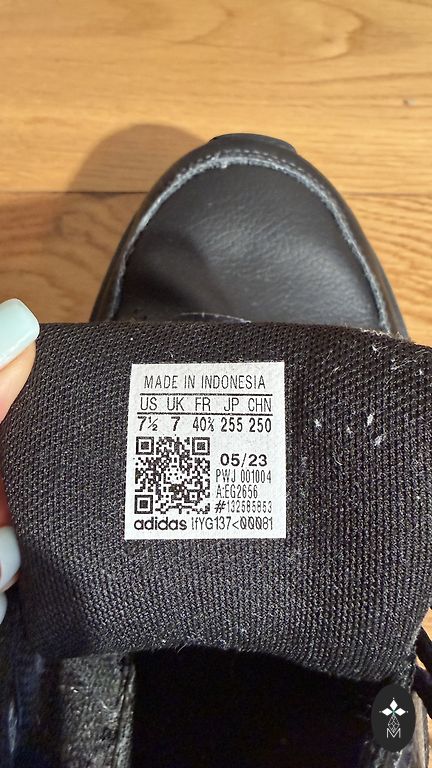 MADE IN INDONESIA
US UK FR JP CHN
7½ 7 40⅔ 255 250
05/23
PWJ 001004
A:EG2656
#132585853
adidas IfYG137<00081
M